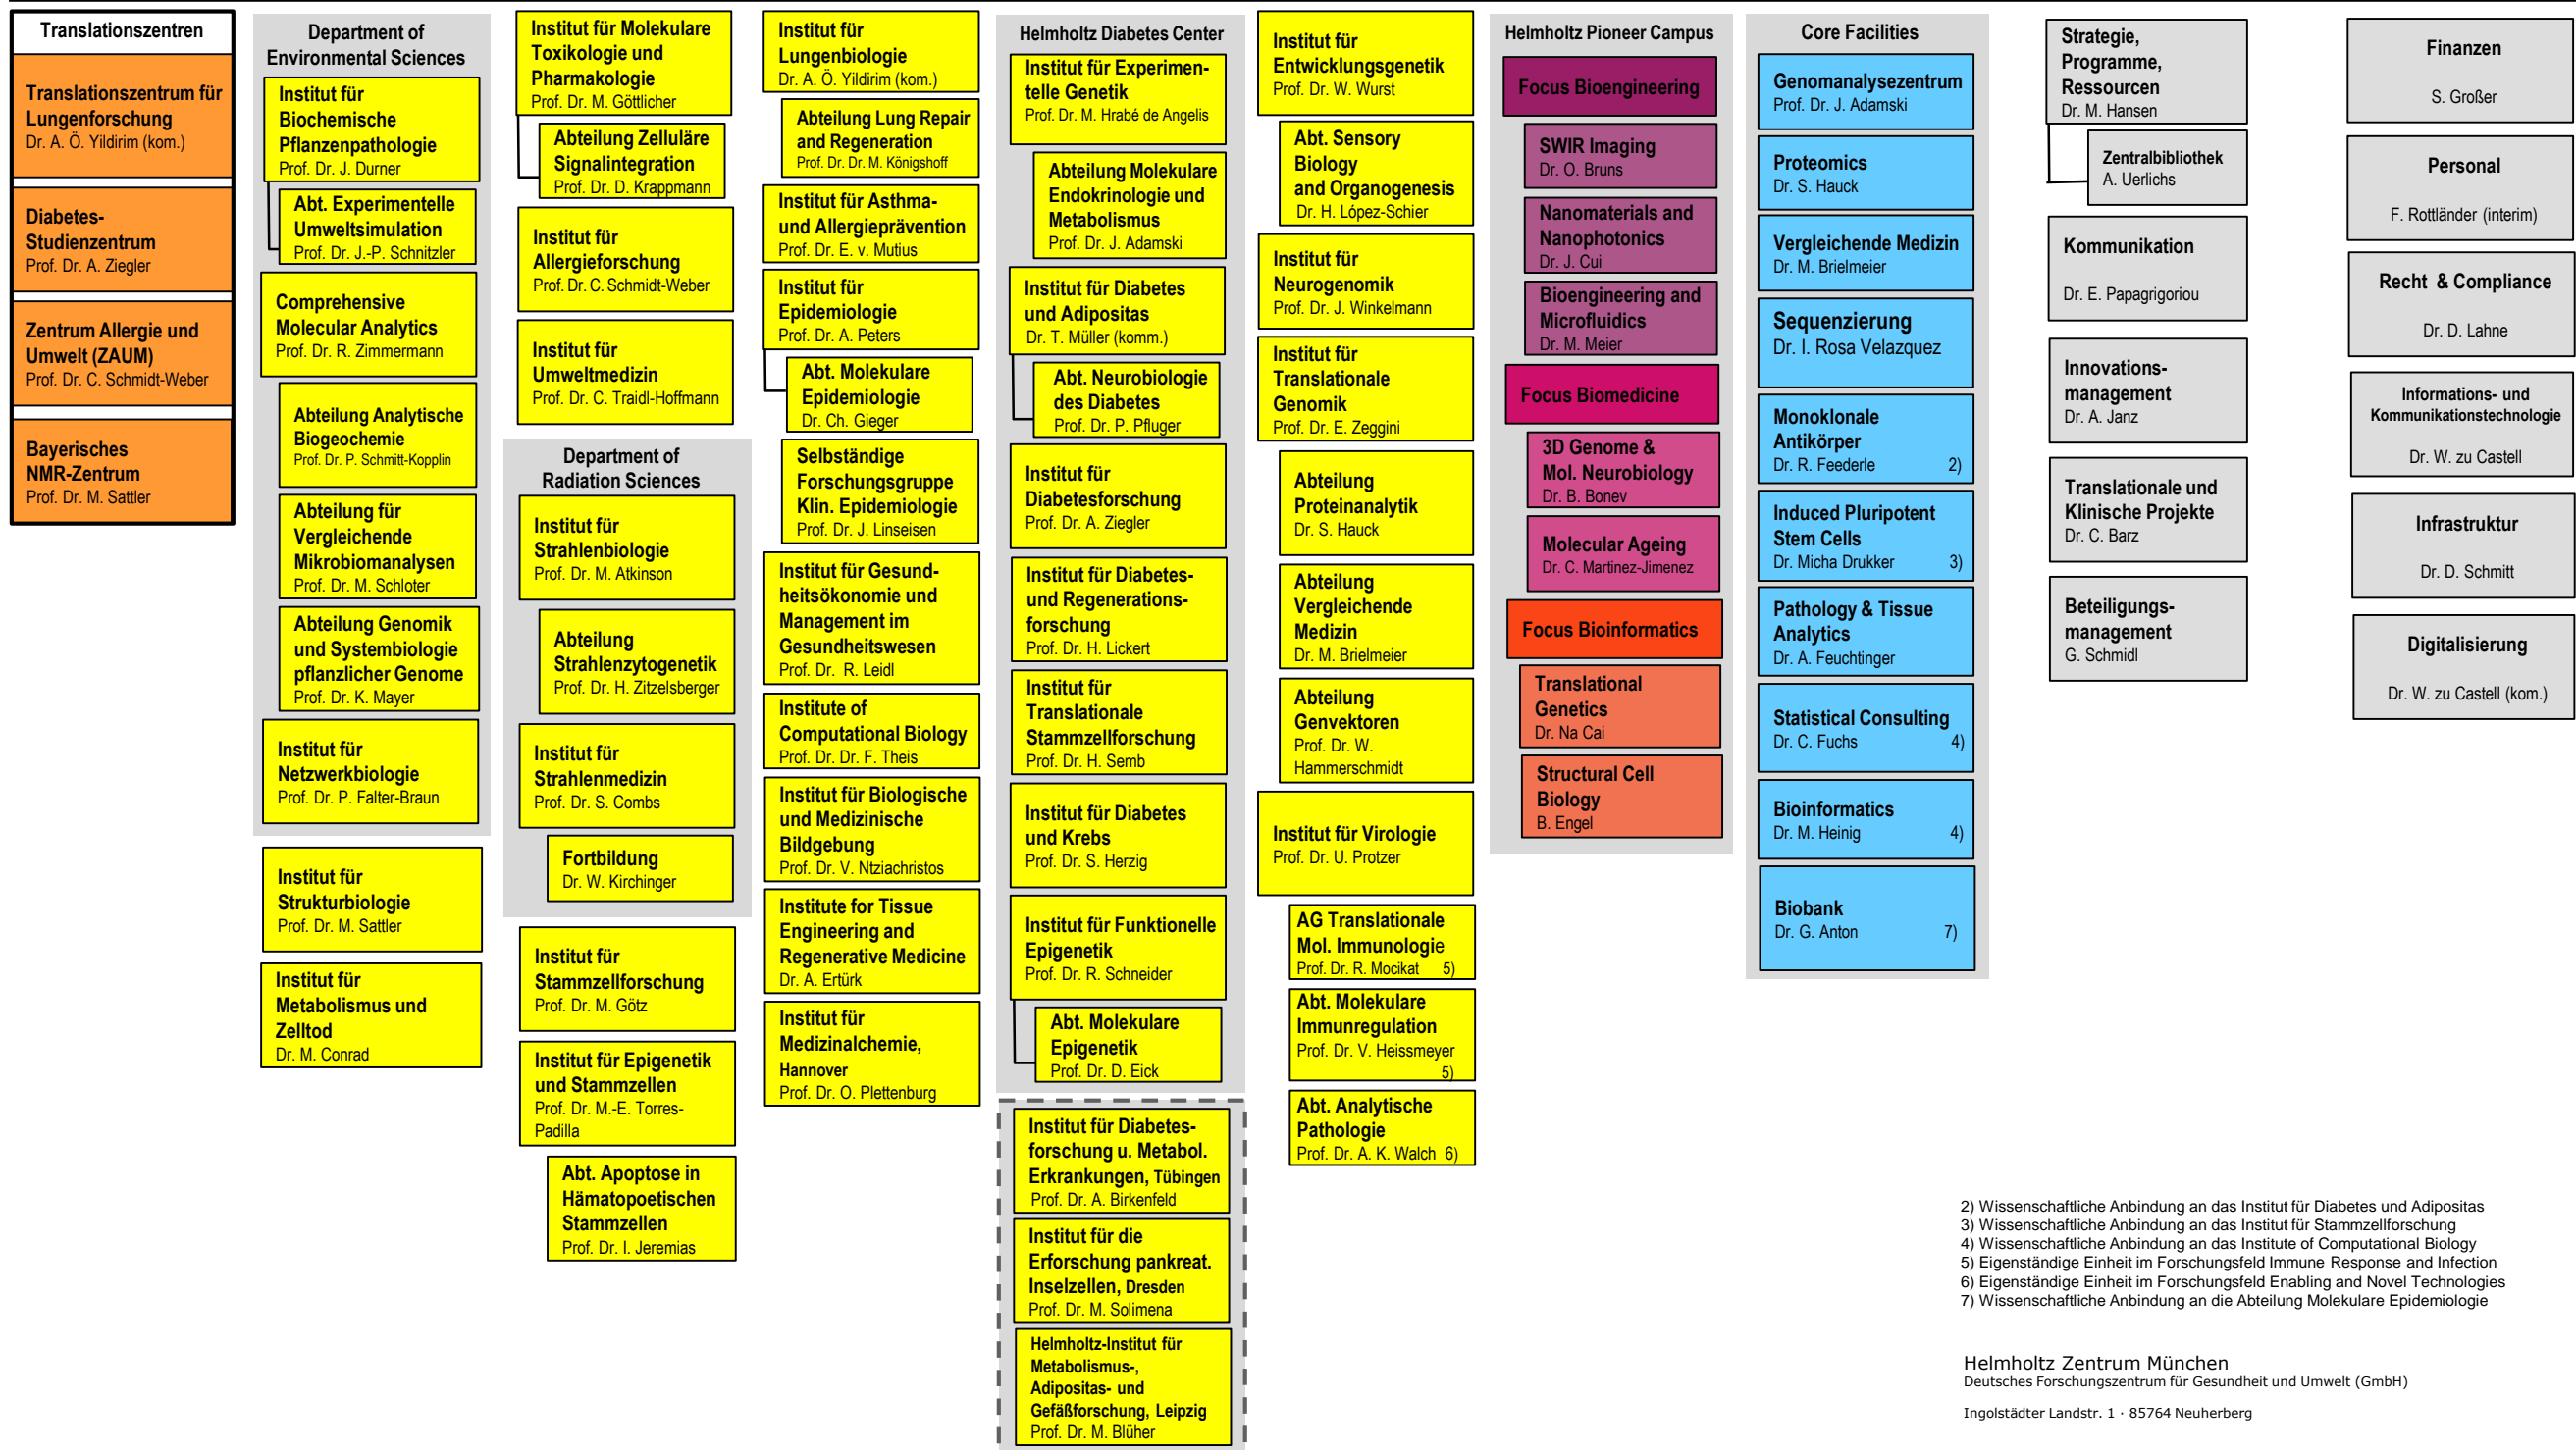 Translationszentren
Translationszentrum für
Lungenforschung
Dr. A. Ö. Yildirim (kom.)
Diabetes-
Studienzentrum
Prof. Dr. A. Ziegler
Zentrum Allergie und
Umwelt (ZAUM)
Prof. Dr. C. Schmidt-Weber
Bayerisches
NMR-Zentrum
Prof. Dr. M. Sattler
Department of
Environmental Sciences
Institut für
Biochemische
Pflanzenpathologie
Prof. Dr. J. Durner
Abt. Experimentelle
Umweltsimulation
Prof. Dr. J.-P. Schnitzler
Comprehensive
Molecular Analytics
Prof. Dr. R. Zimmermann
Abteilung Analytische
Biogeochemie
Prof. Dr. P. Schmitt-Kopplin
Abteilung für
Vergleichende
Mikrobiomanalysen
Prof. Dr. M. Schloter
Abteilung Genomik
und Systembiologie
pflanzlicher Genome
Prof. Dr. K. Mayer
Institut für
Netzwerkbiologie
Prof. Dr. P. Falter-Braun
Institut für
Strukturbiologie
Prof. Dr. M. Sattler
Institut für
Metabolismus und
Zelltod
Dr. M. Conrad
Institut für Molekulare
Toxikologie und
Pharmakologie
Prof. Dr. M. Göttlicher
Abteilung Zelluläre
Signalintegration
Prof. Dr. D. Krappmann
Institut für
Allergieforschung
Prof. Dr. C. Schmidt-Weber
Institut für
Umweltmedizin
Prof. Dr. C. Traidl-Hoffmann
Department of
Radiation Sciences
Institut für
Strahlenbiologie
Prof. Dr. M. Atkinson
Abteilung
Strahlenzytogenetik
Prof. Dr. H. Zitzelsberger
Institut für
Strahlenmedizin
Prof. Dr. S. Combs
Fortbildung
Dr. W. Kirchinger
Institut für
Stammzellforschung
Prof. Dr. M. Götz
Institut für Epigenetik
und Stammzellen
Prof. Dr. M.-E. Torres-
Padilla
Abt. Apoptose in
Hämatopoetischen
Stammzellen
Prof. Dr. I. Jeremias
Institut für
Lungenbiologie
Dr. A. Ö. Yildirim (kom.)
Abteilung Lung Repair
and Regeneration
Prof. Dr. Dr. M. Königshoff
Institut für Asthma-
und Allergieprävention
Prof. Dr. E. v. Mutius
Institut für
Epidemiologie
Prof. Dr. A. Peters
Abt. Molekulare
Epidemiologie
Dr. Ch. Gieger
Selbständige
Forschungsgruppe
Klin. Epidemiologie
Prof. Dr. J. Linseisen
Institut für Gesund-
heitsökonomie und
Management im
Gesundheitswesen
Prof. Dr. R. Leidl
Institute of
Computational Biology
Prof. Dr. Dr. F. Theis
Institut für Biologische
und Medizinische
Bildgebung
Prof. Dr. V. Ntziachristos
Institute for Tissue
Engineering and
Regenerative Medicine
Dr. A. Ertürk
Institut für
Medizinalchemie,
Hannover
Prof. Dr. O. Plettenburg
Helmholtz Diabetes Center
Institut für Experimen-
telle Genetik
Prof. Dr. M. Hrabé de Angelis
Abteilung Molekulare
Endokrinologie und
Metabolismus
Prof. Dr. J. Adamski
Institut für Diabetes
und Adipositas
Dr. T. Müller (komm.)
Abt. Neurobiologie
des Diabetes
Prof. Dr. P. Pfluger
Institut für
Diabetesforschung
Prof. Dr. A. Ziegler
Institut für Diabetes-
und Regenerations-
forschung
Prof. Dr. H. Lickert
Institut für
Translationale
Stammzellforschung
Prof. Dr. H. Semb
Institut für Diabetes
und Krebs
Prof. Dr. S. Herzig
Institut für Funktionelle
Epigenetik
Prof. Dr. R. Schneider
Abt. Molekulare
Epigenetik
Prof. Dr. D. Eick
Institut für Diabetes-
forschung u. Metabol.
Erkrankungen, Tübingen
Prof. Dr. A. Birkenfeld
Institut für die
Erforschung pankreat.
Inselzellen, Dresden
Prof. Dr. M. Solimena
Helmholtz-Institut für
Metabolismus-,
Adipositas- und
Gefäßforschung, Leipzig
Prof. Dr. M. Blüher
Institut für
Entwicklungsgenetik
Prof. Dr. W. Wurst
Abt. Sensory
Biology
and Organogenesis
Dr. H. López-Schier
Institut für
Neurogenomik
Prof. Dr. J. Winkelmann
Institut für
Translationale
Genomik
Prof. Dr. E. Zeggini
Abteilung
Proteinanalytik
Dr. S. Hauck
Abteilung
Vergleichende
Medizin
Dr. M. Brielmeier
Abteilung
Genvektoren
Prof. Dr. W.
Hammerschmidt
Institut für Virologie
Prof. Dr. U. Protzer
AG Translationale
Mol. Immunologie
Prof. Dr. R. Mocikat 5)
Abt. Molekulare
Immunregulation
Prof. Dr. V. Heissmeyer
5)
Abt. Analytische
Pathologie
Prof. Dr. A. K. Walch 6)
Helmholtz Pioneer Campus
Focus Bioengineering
SWIR Imaging
Dr. O. Bruns
Nanomaterials and
Nanophotonics
Dr. J. Cui
Bioengineering and
Microfluidics
Dr. M. Meier
Focus Biomedicine
3D Genome &
Mol. Neurobiology
Dr. B. Bonev
Molecular Ageing
Dr. C. Martinez-Jimenez
Focus Bioinformatics
Translational
Genetics
Dr. Na Cai
Structural Cell
Biology
B. Engel
Core Facilities
Genomanalysezentrum
Prof. Dr. J. Adamski
Proteomics
Dr. S. Hauck
Vergleichende Medizin
Dr. M. Brielmeier
Sequenzierung
Dr. I. Rosa Velazquez
Monoklonale
Antikörper
Dr. R. Feederle 2)
Induced Pluripotent
Stem Cells
Dr. Micha Drukker 3)
Pathology & Tissue
Analytics
Dr. A. Feuchtinger
Statistical Consulting
Dr. C. Fuchs 4)
Bioinformatics
Dr. M. Heinig 4)
Biobank
Dr. G. Anton 7)
Strategie,
Programme,
Ressourcen
Dr. M. Hansen
Zentralbibliothek
A. Uerlichs
Kommunikation
Dr. E. Papagrigoriou
Innovations-
management
Dr. A. Janz
Translationale und
Klinische Projekte
Dr. C. Barz
Beteiligungs-
management
G. Schmidl
Finanzen
S. Großer
Personal
F. Rottländer (interim)
Recht & Compliance
Dr. D. Lahne
Informations- und
Kommunikationstechnologie
Dr. W. zu Castell
Infrastruktur
Dr. D. Schmitt
Digitalisierung
Dr. W. zu Castell (kom.)
2) Wissenschaftliche Anbindung an das Institut für Diabetes und Adipositas
3) Wissenschaftliche Anbindung an das Institut für Stammzellforschung
4) Wissenschaftliche Anbindung an das Institute of Computational Biology
5) Eigenständige Einheit im Forschungsfeld Immune Response and Infection
6) Eigenständige Einheit im Forschungsfeld Enabling and Novel Technologies
7) Wissenschaftliche Anbindung an die Abteilung Molekulare Epidemiologie
Helmholtz Zentrum München
Deutsches Forschungszentrum für Gesundheit und Umwelt (GmbH)
Ingolstädter Landstr. 1 · 85764 Neuherberg